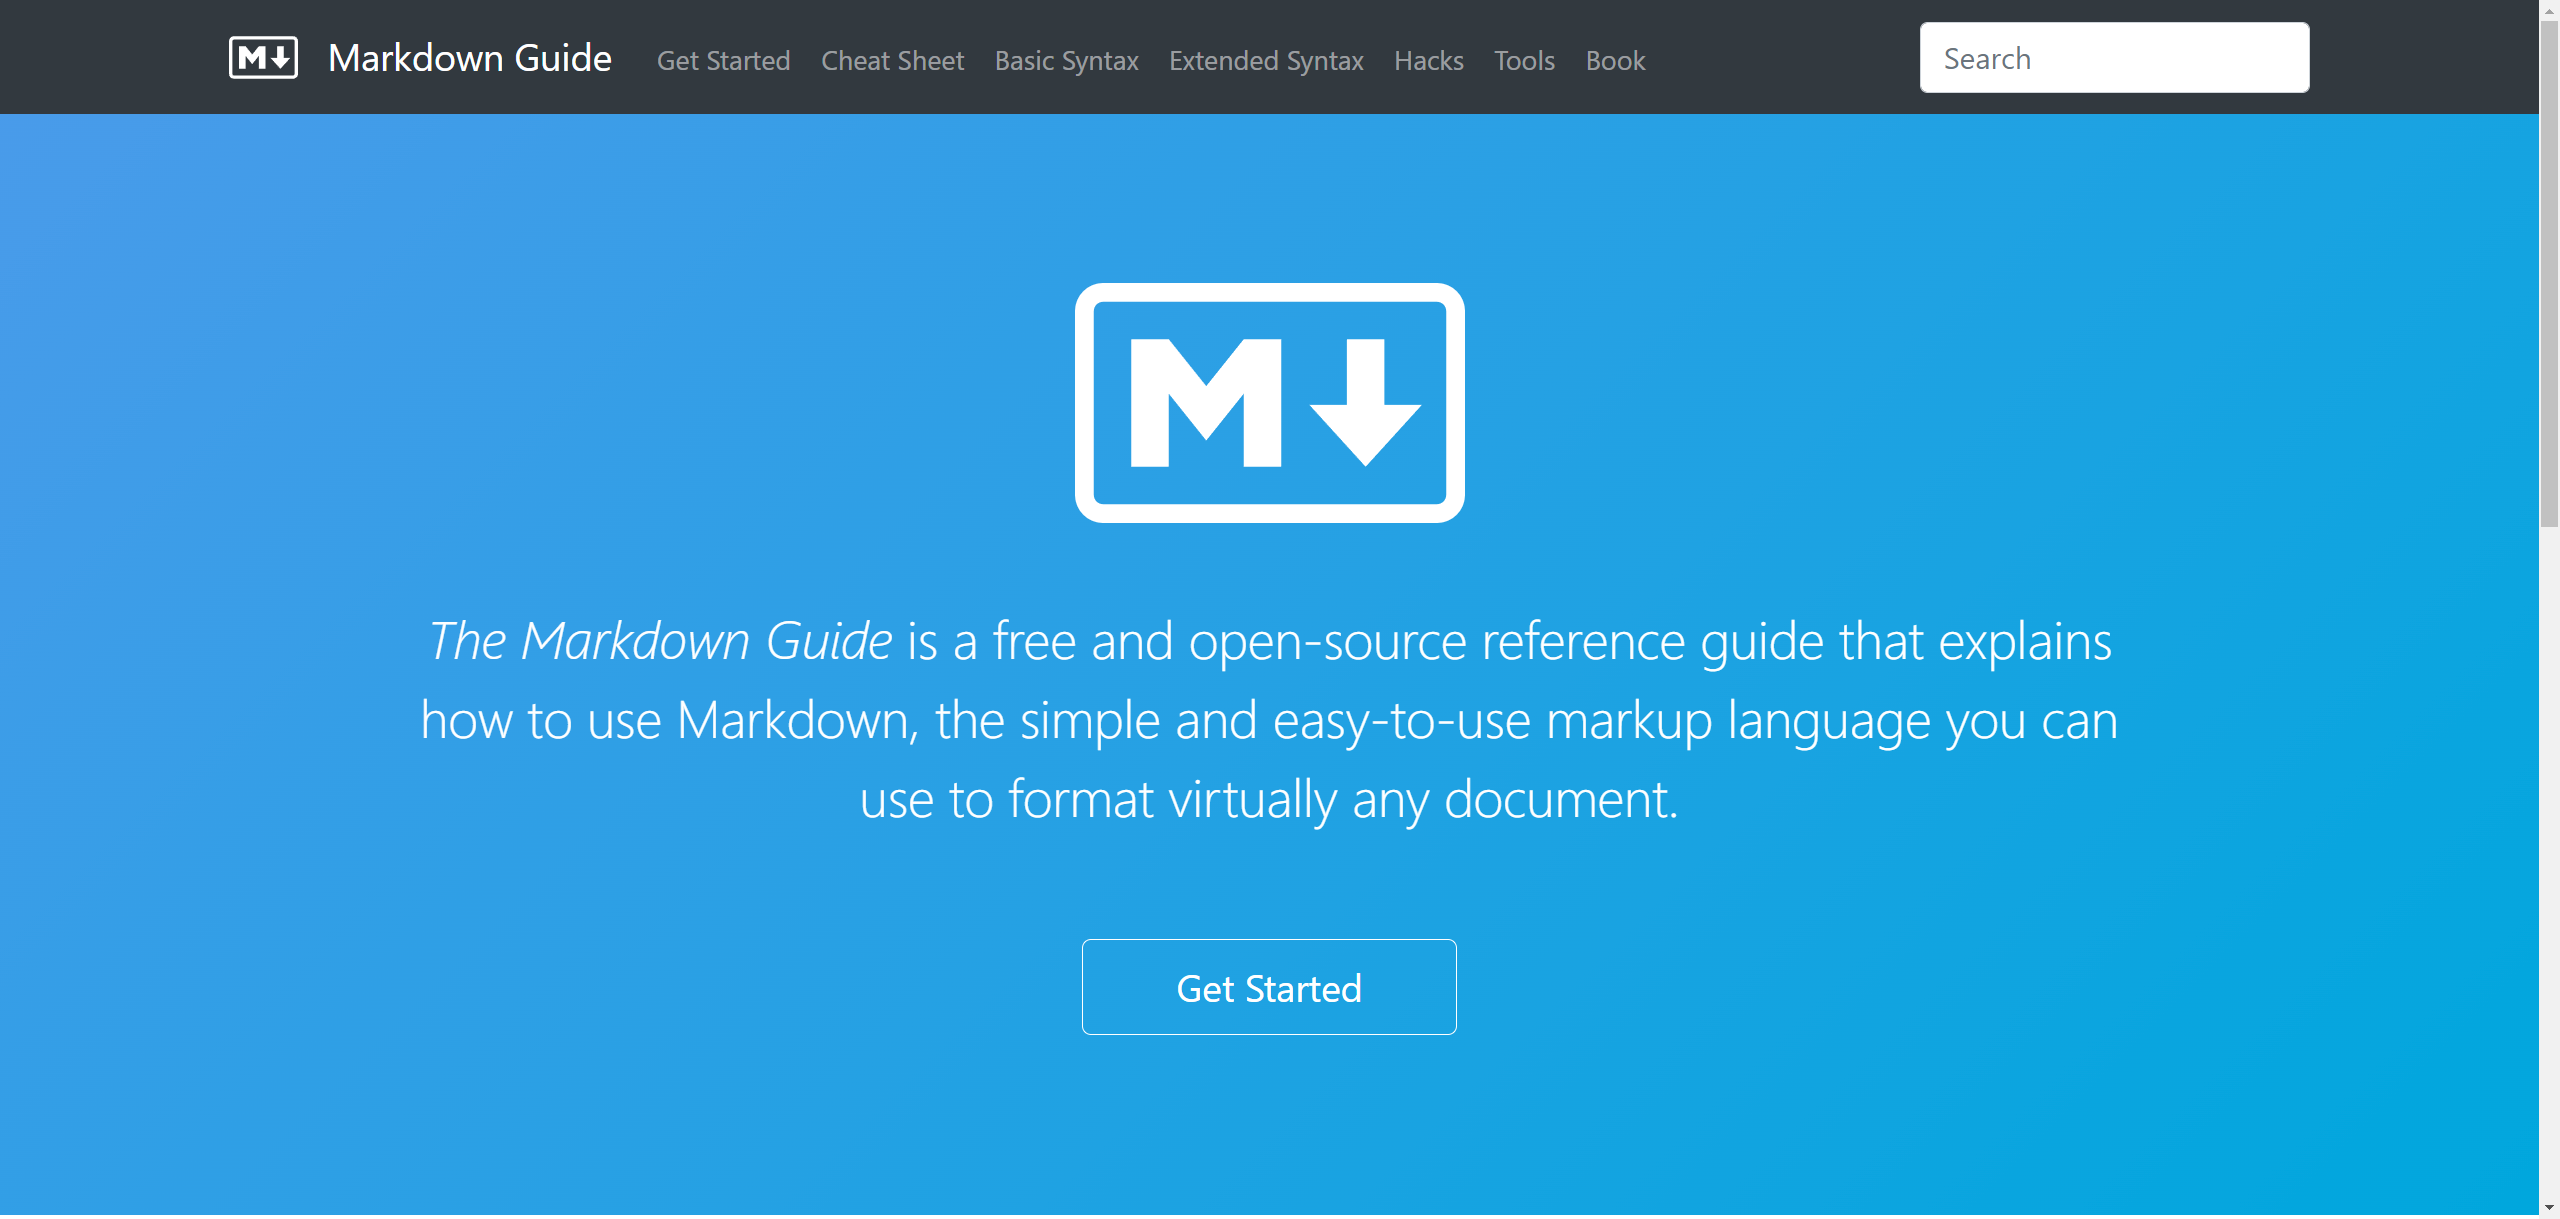 M↓ Markdown Guide Get Started Cheat Sheet Basic Syntax Extended Syntax Hacks Tools Book Search
M↓
The Markdown Guide is a free and open-source reference guide that explains
how to use Markdown, the simple and easy-to-use markup language you can
use to format virtually any document.
Get Started